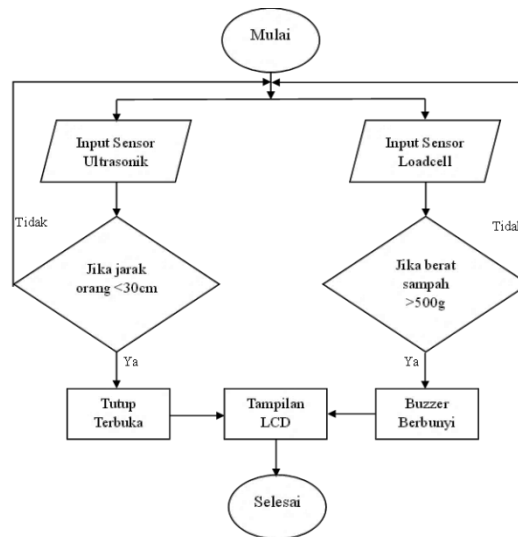 Mulai
Input Sensor
Ultrasonik
Input Sensor
Loadcell
Tidak
Tidak
Jika jarak
orang <30cm
Jika berat
sampah
>500g
Ya
Ya
Tutup
Terbuka
Tampilan
LCD
Buzzer
Berbunyi
Selesai